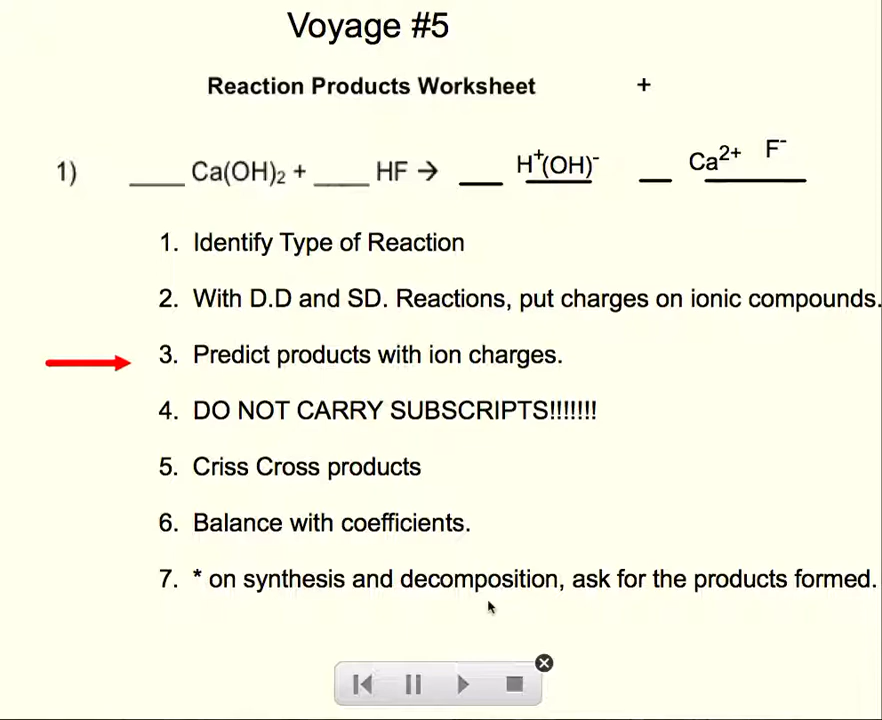 Voyage #5
Reaction Products Worksheet +
1) ____ Ca(OH)₂ + ____ HF → ___ H⁺(OH)⁻ ___ Ca²⁺ F⁻
1. Identify Type of Reaction
2. With D.D and SD. Reactions, put charges on ionic compounds.
3. Predict products with ion charges.
4. DO NOT CARRY SUBSCRIPTS!!!!!!!
5. Criss Cross products
6. Balance with coefficients.
7. * on synthesis and decomposition, ask for the products formed.